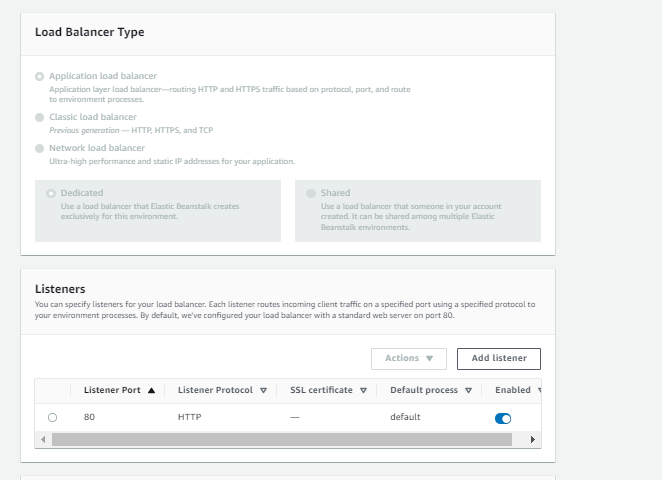 Load Balancer Type
Application load balancer
Application layer load balancer—routing HTTP and HTTPS traffic based on protocol, port, and route
to environment processes.
Classic load balancer
Previous generation — HTTP, HTTPS, and TCP
Network load balancer
Ultra-high performance and static IP addresses for your application.
Dedicated
Use a load balancer that Elastic Beanstalk creates
exclusively for this environment.
Shared
Use a load balancer that someone in your account
created. It can be shared among multiple Elastic
Beanstalk environments.
Listeners
You can specify listeners for your load balancer. Each listener routes incoming client traffic on a specified port using a specified protocol to
your environment processes. By default, we've configured your load balancer with a standard web server on port 80.
Actions
Add listener
Listener Port Listener Protocol SSL certificate Default process Enabled
80 HTTP — default